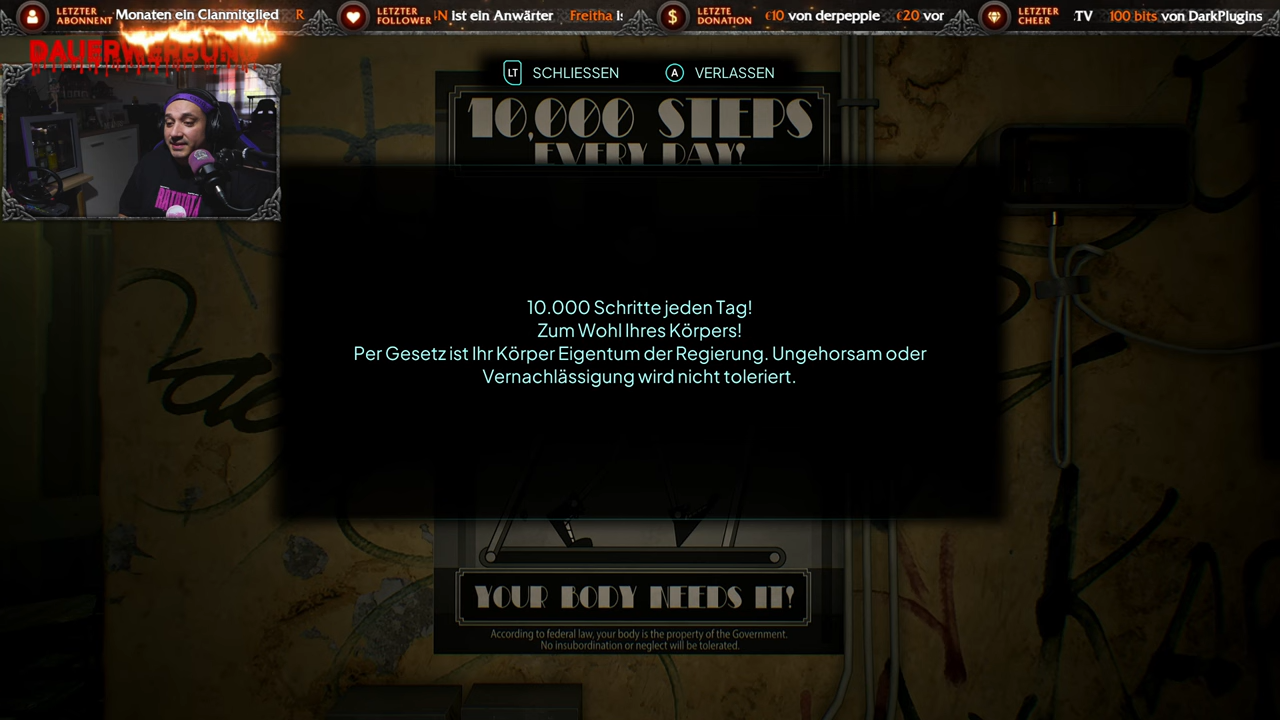 LETZTER ABONNENT
Monaten ein Clanmitglied
R
LETZTER FOLLOWER
ist ein Anwärter
Freitha
LETZTE DONATION
€10 von derpeppie
€20 vor
LETZTER CHEER
TV
100 bits von DarkPlugins
DAUERWERBUNG
LT SCHLIESSEN
A VERLASSEN
10,000 STEPS
EVERY DAY!
10.000 Schritte jeden Tag!
Zum Wohl Ihres Körpers!
Per Gesetz ist Ihr Körper Eigentum der Regierung. Ungehorsam oder
Vernachlässigung wird nicht toleriert.
YOUR BODY NEEDS IT!
According to federal law, your body is the property of the Government.
No insubordination or neglect will be tolerated.